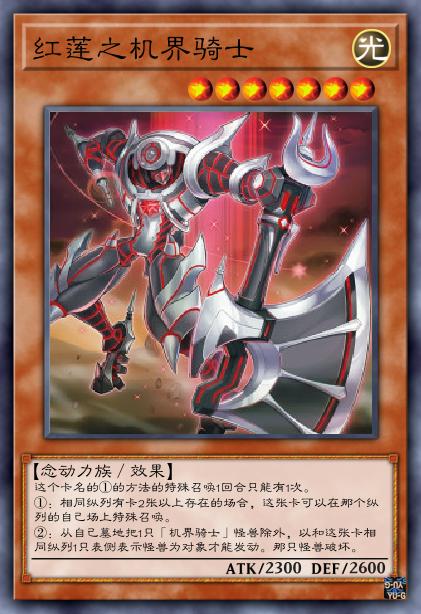 红莲之机界骑士
光
【念动力族／效果】
这个卡名的①的方法的特殊召唤1回合只能有1次。
①：相同纵列有卡2张以上存在的场合，这张卡可以在那个纵
列的自己场上特殊召唤。
②：从自己墓地把1只「机界骑士」怪兽除外，以和这张卡相
同纵列1只表侧表示怪兽为对象才能发动。那只怪兽破坏。
ATK/2300 DEF/2600